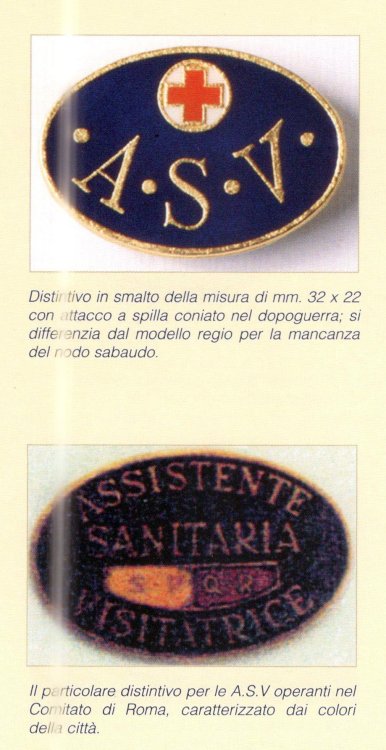 ·A·S·V·
Distintivo in smalto della misura di mm. 32 x 22
con attacco a spilla coniato nel dopoguerra; si
differenzia dal modello regio per la mancanza
del nodo sabaudo.
ASSISTENTE
SANITARIA
S P Q R
VISITATRICE
Il particolare distintivo per le A.S.V operanti nel
Comitato di Roma, caratterizzato dai colori
della città.